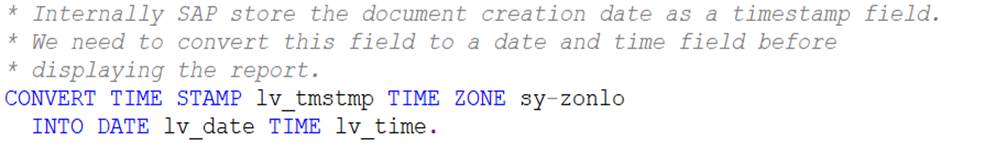 * Internally SAP store the document creation date as a timestamp field.
* We need to convert this field to a date and time field before
* displaying the report.
CONVERT TIME STAMP lv_tmstmp TIME ZONE sy-zonlo
  INTO DATE lv_date TIME lv_time.